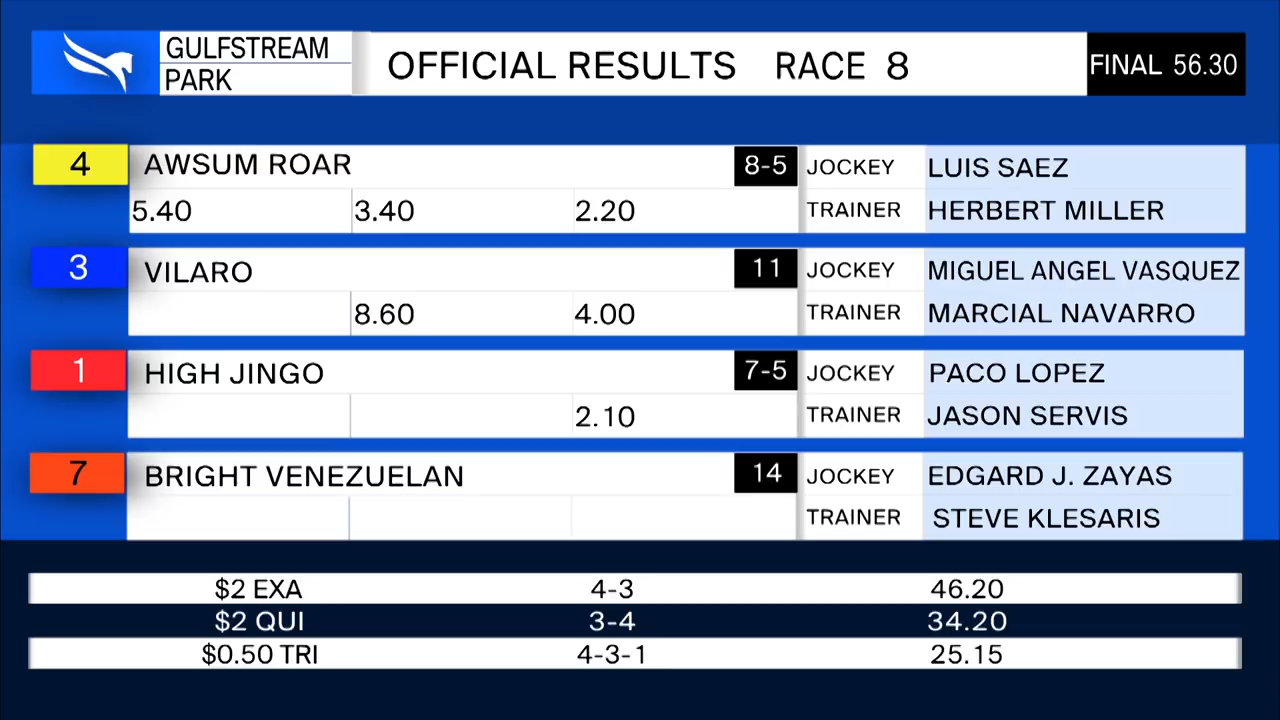 GULFSTREAM
PARK
OFFICIAL RESULTS RACE 8
FINAL 56.30
4 AWSUM ROAR 8-5 JOCKEY LUIS SAEZ
5.40 3.40 2.20 TRAINER HERBERT MILLER
3 VILARO 11 JOCKEY MIGUEL ANGEL VASQUEZ
8.60 4.00 TRAINER MARCIAL NAVARRO
1 HIGH JINGO 7-5 JOCKEY PACO LOPEZ
2.10 TRAINER JASON SERVIS
7 BRIGHT VENEZUELAN 14 JOCKEY EDGARD J. ZAYAS
TRAINER STEVE KLESARIS
$2 EXA 4-3 46.20
$2 QUI 3-4 34.20
$0.50 TRI 4-3-1 25.15